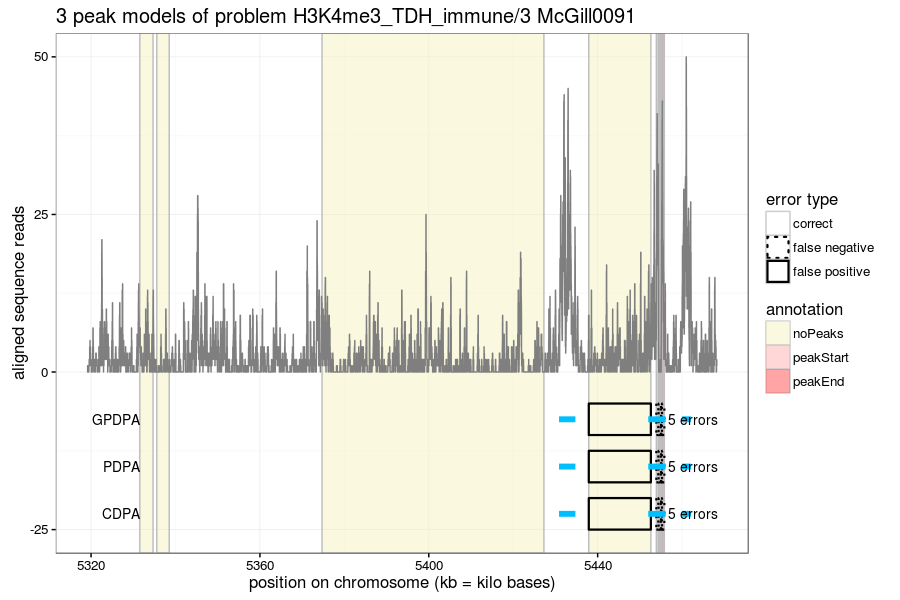 3 peak models of problem H3K4me3_TDH_immune/3 McGill0091
aligned sequence reads
50
25
0
-25
GPDPA
5 errors
PDPA
5 errors
CDPA
5 errors
5320
5360
5400
5440
position on chromosome (kb = kilo bases)
error type
correct
false negative
false positive
annotation
noPeaks
peakStart
peakEnd